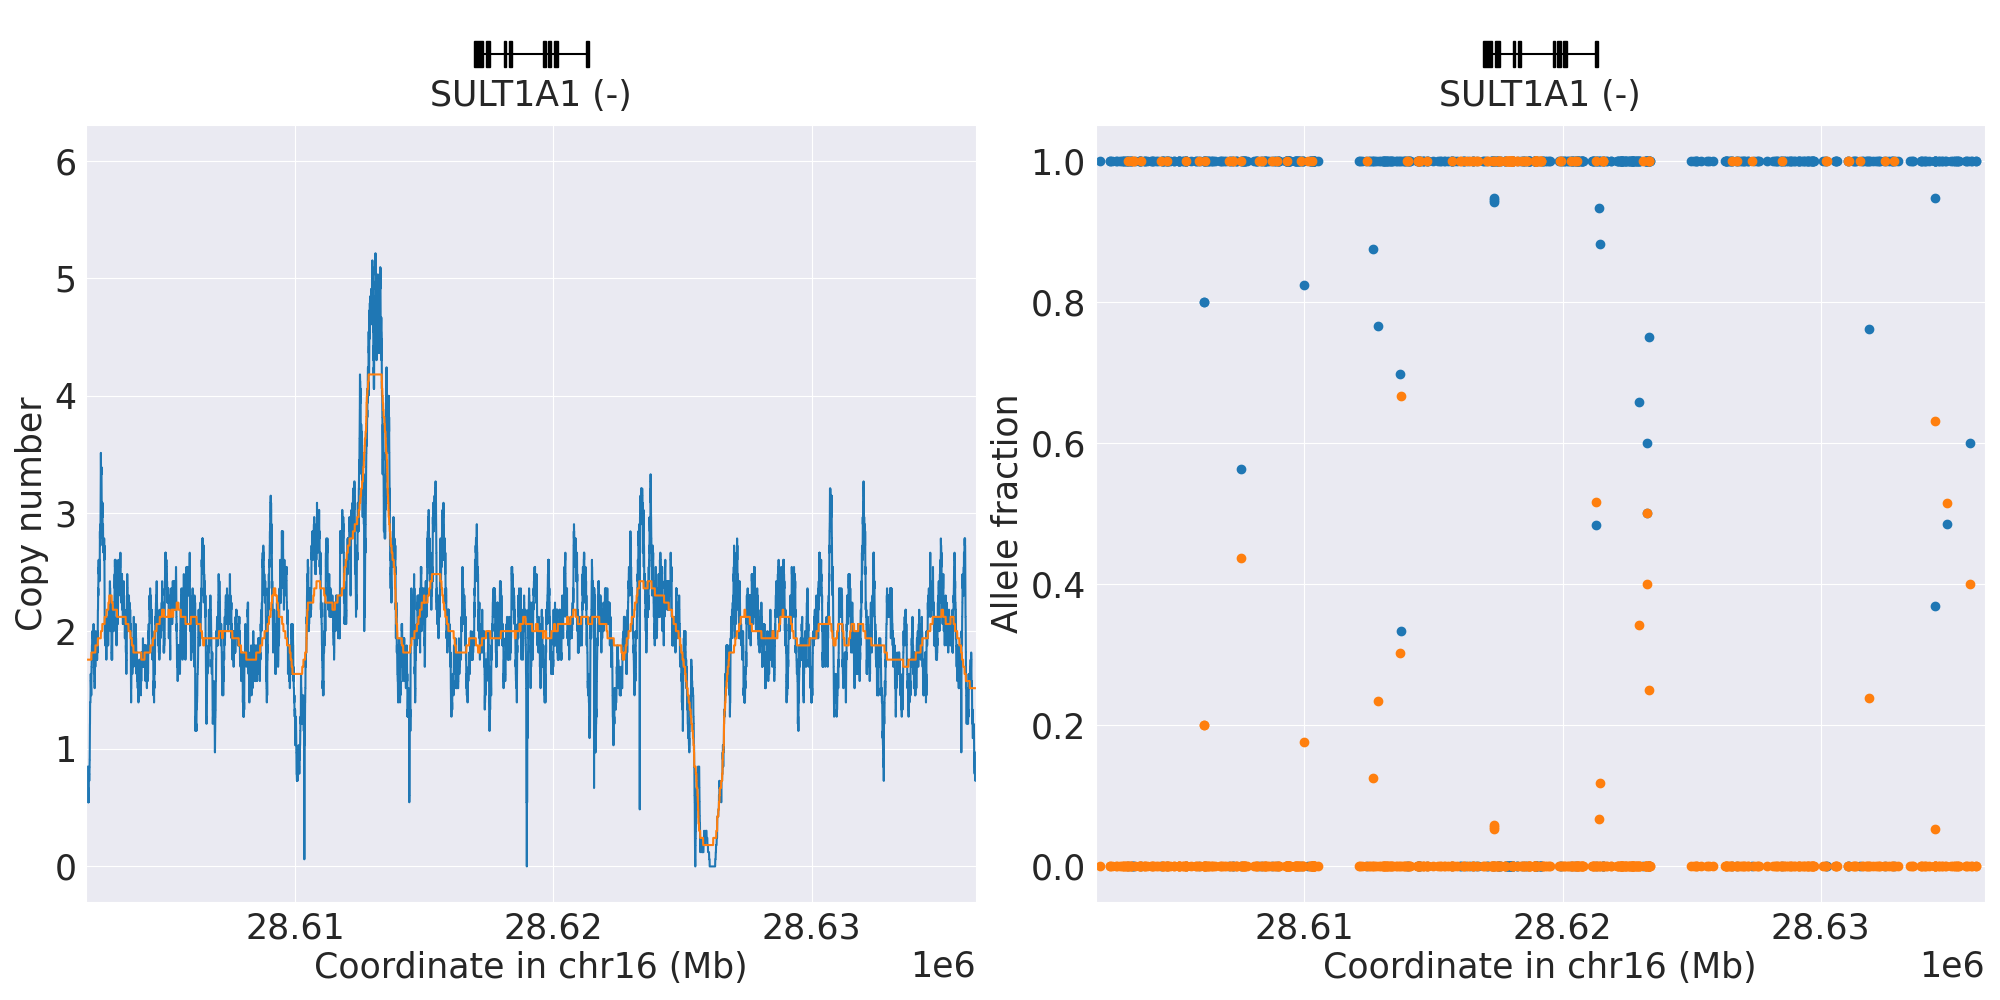 SULT1A1 (-)
6
5
4
3
2
1
0
Copy number
28.61
28.62
28.63
Coordinate in chr16 (Mb)
1e6
SULT1A1 (-)
1.0
0.8
0.6
0.4
0.2
0.0
Allele fraction
28.61
28.62
28.63
Coordinate in chr16 (Mb)
1e6